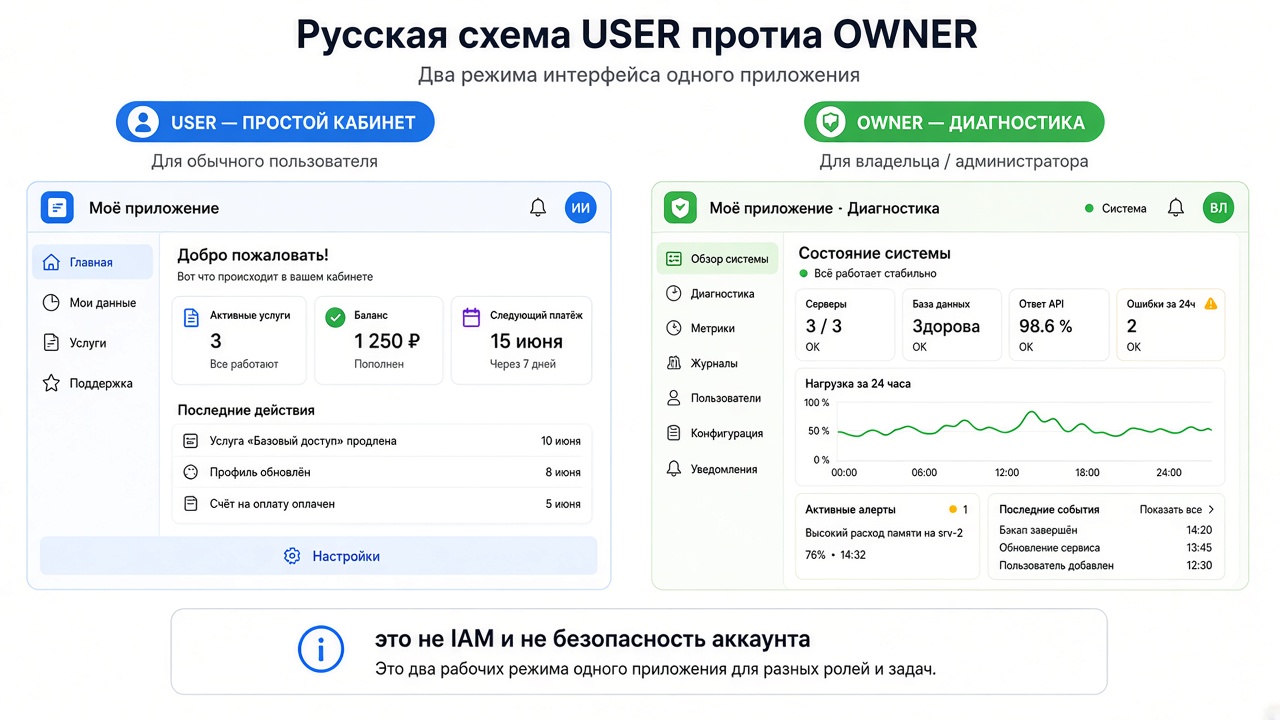 Русская схема USER протиа OWNER
Два режима интерфейса одного приложения
USER — ПРОСТОЙ КАБИНЕТ
Для обычного пользователя
Моё приложение
ИИ
Главная
Мои данные
Услуги
Поддержка
Добро пожаловать!
Вот что происходит в вашем кабинете
Активные услуги
3
Все работают
Баланс
1 250 ₽
Пополнен
Следующий платёж
15 июня
Через 7 дней
Последние действия
Услуга «Базовый доступ» продлена 10 июня
Профиль обновлён 8 июня
Счёт на оплату оплачен 5 июня
Настройки
OWNER — ДИАГНОСТИКА
Для владельца / администратора
Моё приложение · Диагностика
Система
ВЛ
Обзор системы
Диагностика
Метрики
Журналы
Пользователи
Конфигурация
Уведомления
Состояние системы
Всё работает стабильно
Серверы
3 / 3
ОК
База данных
Здорова
ОК
Ответ API
98.6 %
ОК
Ошибки за 24ч
2
ОК
Нагрузка за 24 часа
100 %
50 %
0 %
00:00 06:00 12:00 18:00 24:00
Активные алерты 1
Высокий расход памяти на srv-2
76% • 14:32
Последние события Показать все
Бэкап завершён 14:20
Обновление сервиса 13:45
Пользователь добавлен 12:30
это не IAM и не безопасность аккаунта
Это два рабочих режима одного приложения для разных ролей и задач.